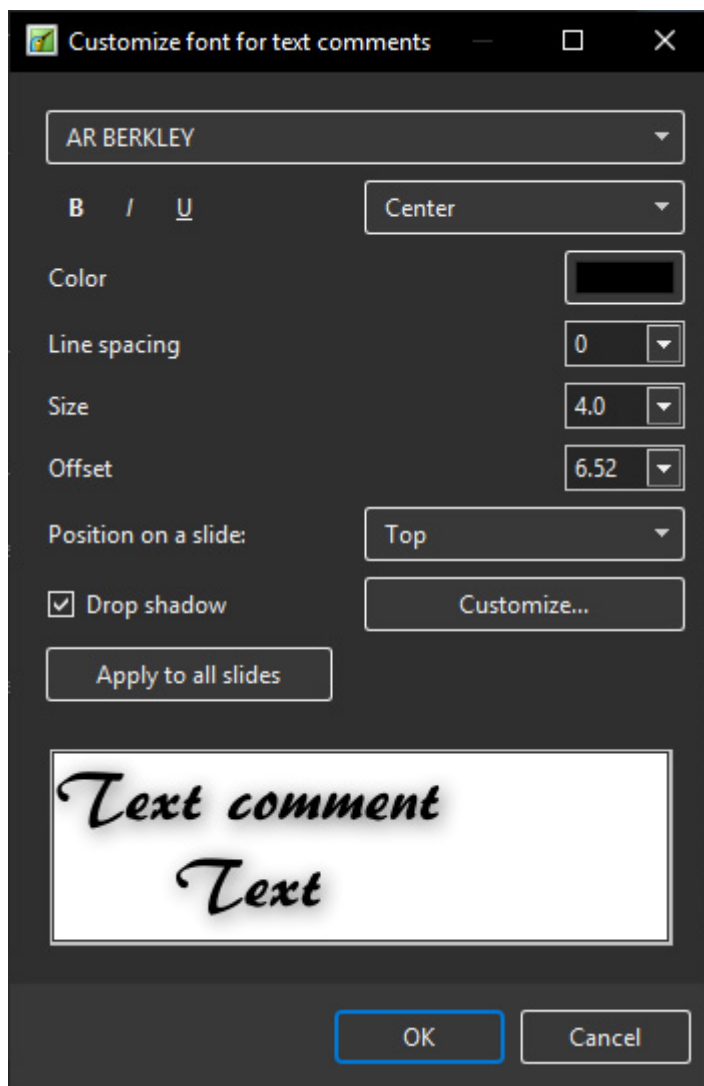 Customize font for text comments
AR BERKLEY
B I U Center
Color
Line spacing 0
Size 4.0
Offset 6.52
Position on a slide: Top
Drop shadow Customize...
Apply to all slides
Text comment
Text
OK Cancel